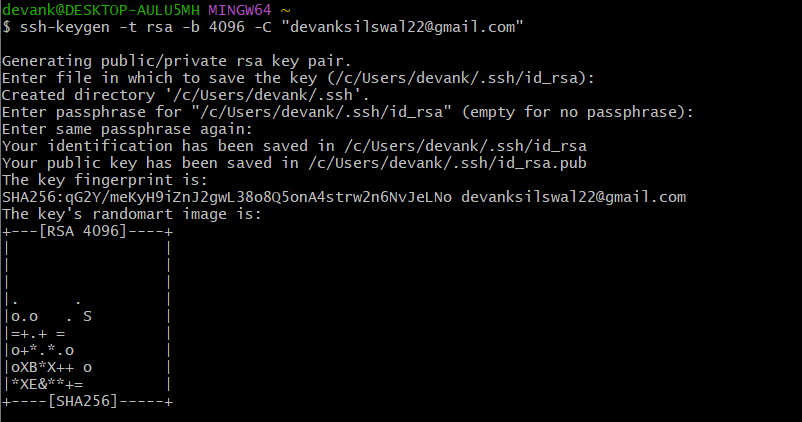 devank@DESKTOP-AULU5MH MINGW64 ~
$ ssh-keygen -t rsa -b 4096 -C "devanksilswal22@gmail.com"
Generating public/private rsa key pair.
Enter file in which to save the key (/c/Users/devank/.ssh/id_rsa):
Created directory '/c/Users/devank/.ssh'.
Enter passphrase for "/c/Users/devank/.ssh/id_rsa" (empty for no passphrase):
Enter same passphrase again:
Your identification has been saved in /c/Users/devank/.ssh/id_rsa
Your public key has been saved in /c/Users/devank/.ssh/id_rsa.pub
The key fingerprint is:
SHA256:qG2Y/meKyH9iZnJ2gwL38o8Q5onA4strw2n6NvJeLNo devanksilswal22@gmail.com
The key's randomart image is:
+---[RSA 4096]----+
|                 |
|                 |
|                 |
|.      .         |
|o.o   . S        |
|=+.+ =           |
|o+*.*.o          |
|oXB*X++ o        |
|*XE&**+=         |
+----[SHA256]-----+